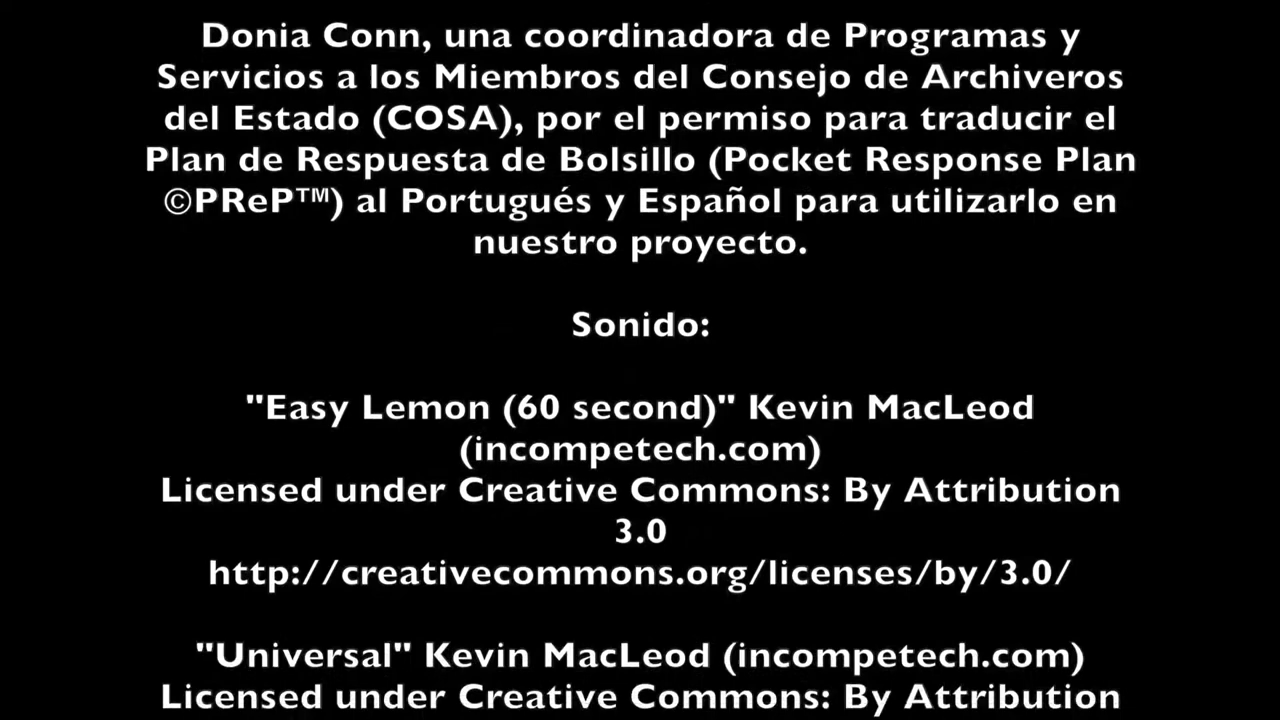 Donia Conn, una coordinadora de Programas y
Servicios a los Miembros del Consejo de Archiveros
del Estado (COSA), por el permiso para traducir el
Plan de Respuesta de Bolsillo (Pocket Response Plan
©PReP™) al Portugués y Español para utilizarlo en
nuestro proyecto.
Sonido:
"Easy Lemon (60 second)" Kevin MacLeod
(incompetech.com)
Licensed under Creative Commons: By Attribution
3.0
http://creativecommons.org/licenses/by/3.0/
"Universal" Kevin MacLeod (incompetech.com)
Licensed under Creative Commons: By Attribution